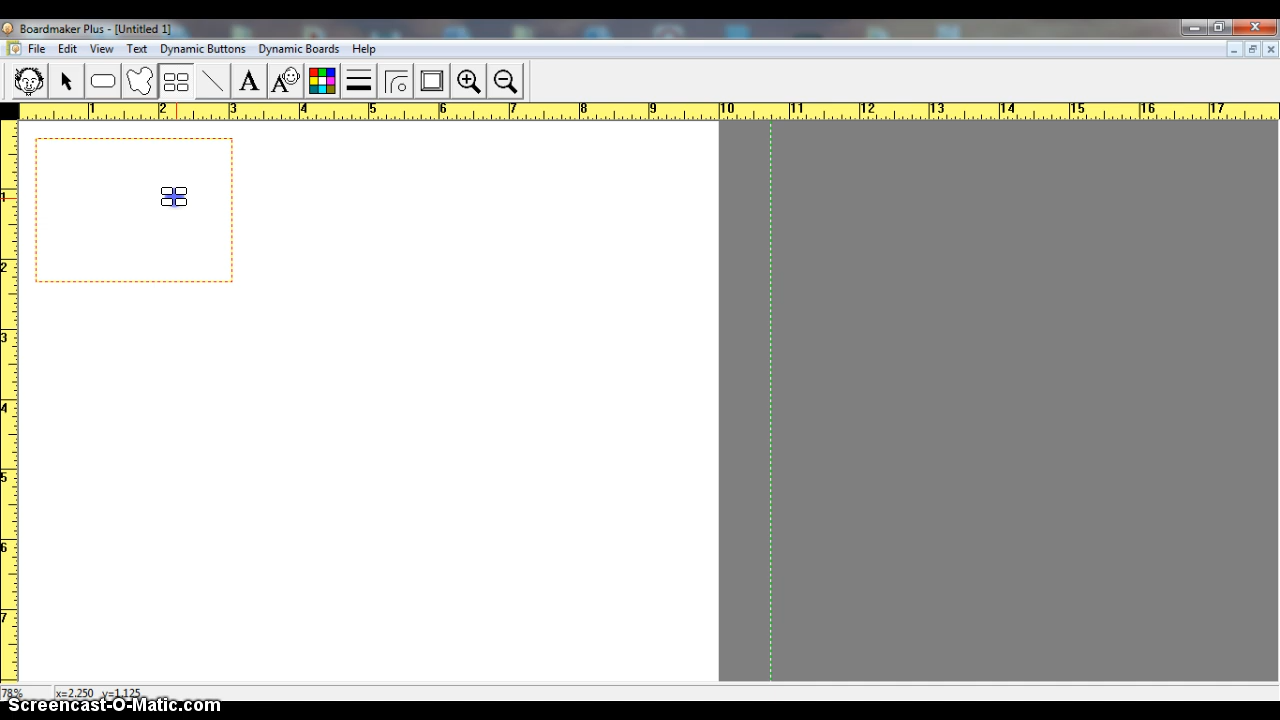 Boardmaker Plus - [Untitled 1]
File Edit View Text Dynamic Buttons Dynamic Boards Help
A A
1 2 3 4 5 6 7 8 9 10 11 12 13 14 15 16 17
1
2
3
4
5
6
7
78% x=2.250 y=1.125
Screencast-O-Matic.com